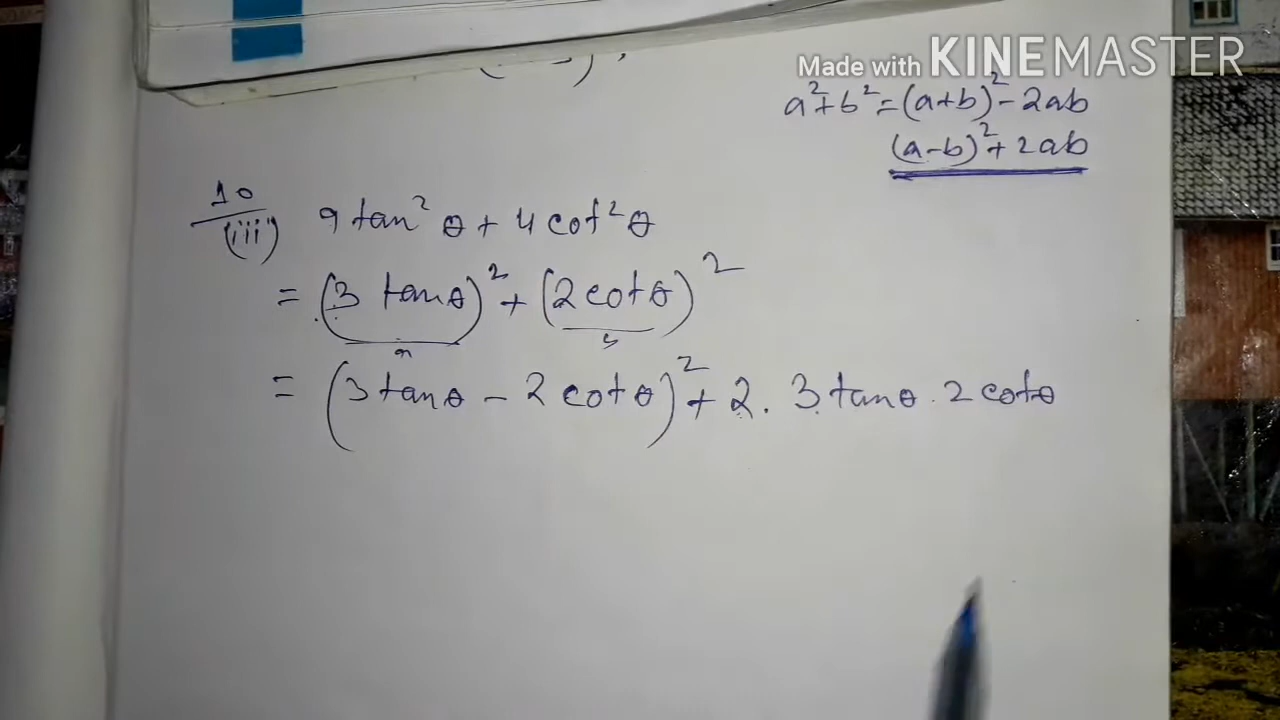 Made with KINEMASTER
a²+b²=(a+b)²-2ab
(a-b)²+2ab
10
(iii) 9 tan² θ + 4 cot² θ
= (3 tanθ)² + (2 cotθ)²
= (3 tanθ - 2 cot θ)² + 2. 3 tanθ . 2 cotθ